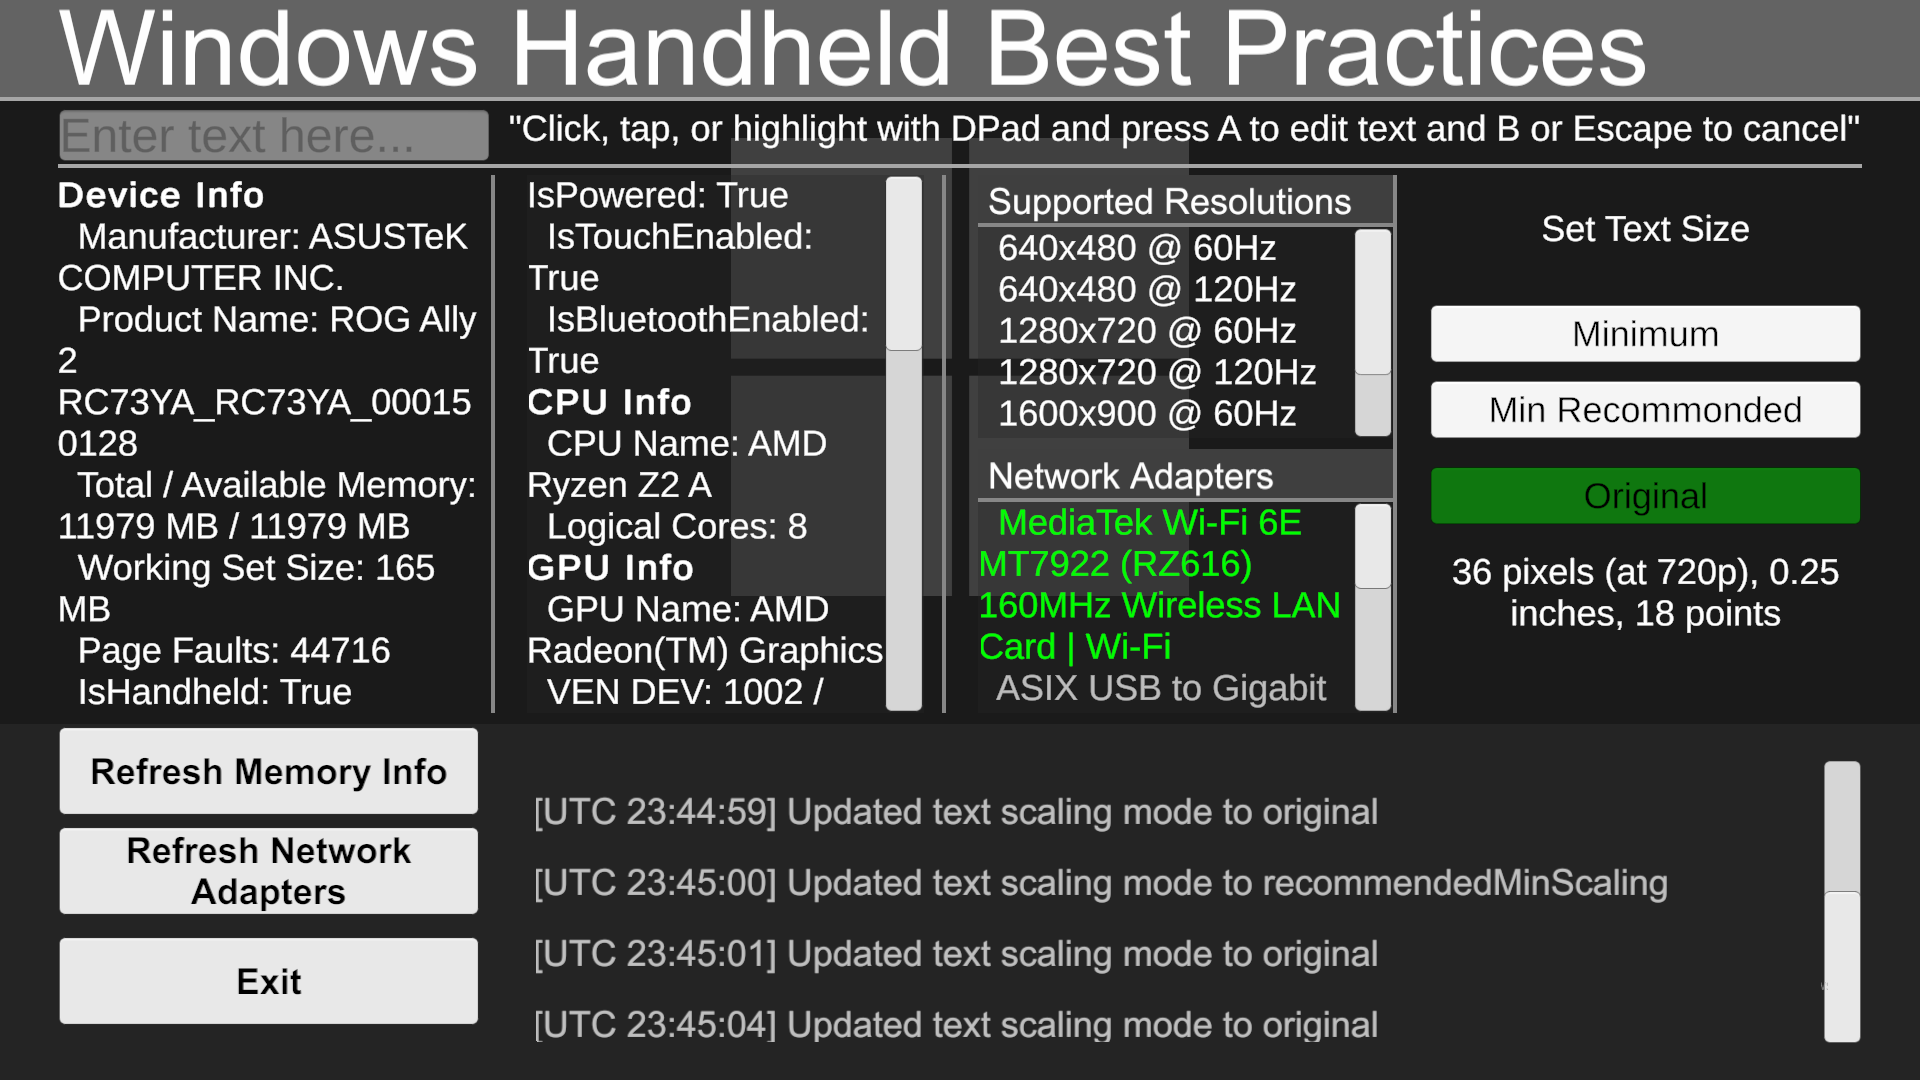 Windows Handheld Best Practices
Enter text here...
"Click, tap, or highlight with DPad and press A to edit text and B or Escape to cancel"
Device Info
Manufacturer: ASUSTeK
COMPUTER INC.
Product Name: ROG Ally
2
RC73YA_RC73YA_00015
0128
Total / Available Memory:
11979 MB / 11979 MB
Working Set Size: 165
MB
Page Faults: 44716
IsHandheld: True
IsPowered: True
IsTouchEnabled:
True
IsBluetoothEnabled:
True
CPU Info
CPU Name: AMD
Ryzen Z2 A
Logical Cores: 8
GPU Info
GPU Name: AMD
Radeon(TM) Graphics
VEN DEV: 1002 /
Supported Resolutions
640x480 @ 60Hz
640x480 @ 120Hz
1280x720 @ 60Hz
1280x720 @ 120Hz
1600x900 @ 60Hz
Network Adapters
MediaTek Wi-Fi 6E
MT7922 (RZ616)
160MHz Wireless LAN
Card | Wi-Fi
ASIX USB to Gigabit
Set Text Size
Minimum
Min Recommonded
Original
36 pixels (at 720p), 0.25
inches, 18 points
Refresh Memory Info
Refresh Network
Adapters
Exit
[UTC 23:44:59] Updated text scaling mode to original
[UTC 23:45:00] Updated text scaling mode to recommendedMinScaling
[UTC 23:45:01] Updated text scaling mode to original
[UTC 23:45:04] Updated text scaling mode to original